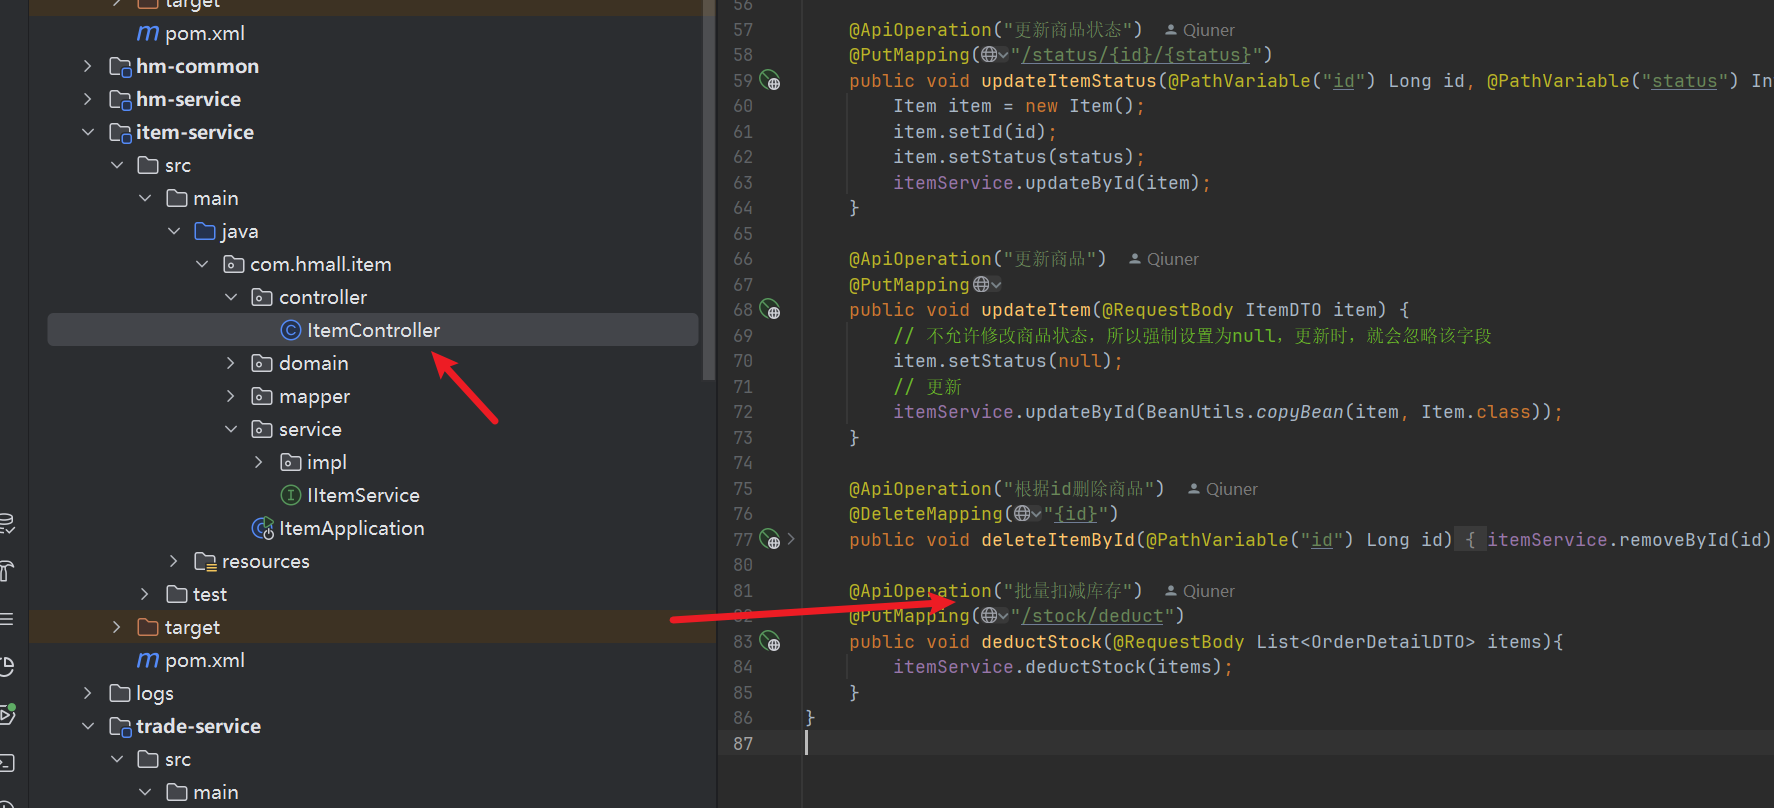 target
pom.xml
hm-common
hm-service
item-service
src
main
java
com.hmall.item
controller
ItemController
domain
mapper
service
impl
IItemService
ItemApplication
resources
test
target
pom.xml
logs
trade-service
src
main
56
57 @ApiOperation("更新商品状态") Qiuner
58 @PutMapping("/status/{id}/{status}")
59 public void updateItemStatus(@PathVariable("id") Long id, @PathVariable("status") In
60 Item item = new Item();
61 item.setId(id);
62 item.setStatus(status);
63 itemService.updateById(item);
64 }
65
66 @ApiOperation("更新商品") Qiuner
67 @PutMapping
68 public void updateItem(@RequestBody ItemDTO item) {
69 // 不允许修改商品状态，所以强制设置为null，更新时，就会忽略该字段
70 item.setStatus(null);
71 // 更新
72 itemService.updateById(BeanUtils.copyBean(item, Item.class));
73 }
74
75 @ApiOperation("根据id删除商品") Qiuner
76 @DeleteMapping("{id}")
77 public void deleteItemById(@PathVariable("id") Long id) { itemService.removeById(id)
80
81 @ApiOperation("批量扣减库存") Qiuner
82 @PutMapping("/stock/deduct")
83 public void deductStock(@RequestBody List<OrderDetailDTO> items){
84 itemService.deductStock(items);
85 }
86 }
87